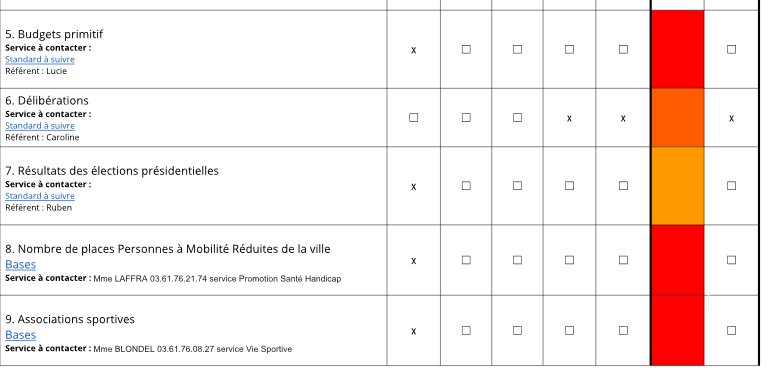 5. Budgets primitif
Service à contacter :
Standard à suivre
Référent : Lucie
x ☐ ☐ ☐ ☐ ☐
6. Délibérations
Service à contacter :
Standard à suivre
Référent : Caroline
☐ ☐ ☐ x x x
7. Résultats des élections présidentielles
Service à contacter :
Standard à suivre
Référent : Ruben
x ☐ ☐ ☐ ☐ ☐
8. Nombre de places Personnes à Mobilité Réduites de la ville
Bases
Service à contacter : Mme LAFFRA 03.61.76.21.74 service Promotion Santé Handicap
x ☐ ☐ ☐ ☐ ☐
9. Associations sportives
Bases
Service à contacter : Mme BLONDEL 03.61.76.08.27 service Vie Sportive
x ☐ ☐ ☐ ☐ ☐